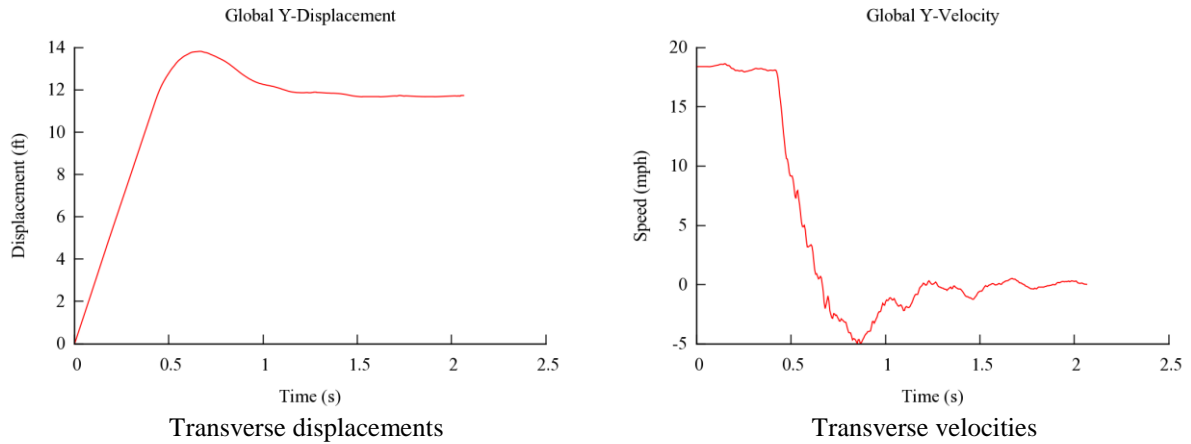 Global Y-Displacement
14
12
10
8
6
4
2
0
Displacement (ft)
0 0.5 1 1.5 2 2.5
Time (s)
Transverse displacements
Global Y-Velocity
20
15
10
5
0
-5
Speed (mph)
0 0.5 1 1.5 2 2.5
Time (s)
Transverse velocities